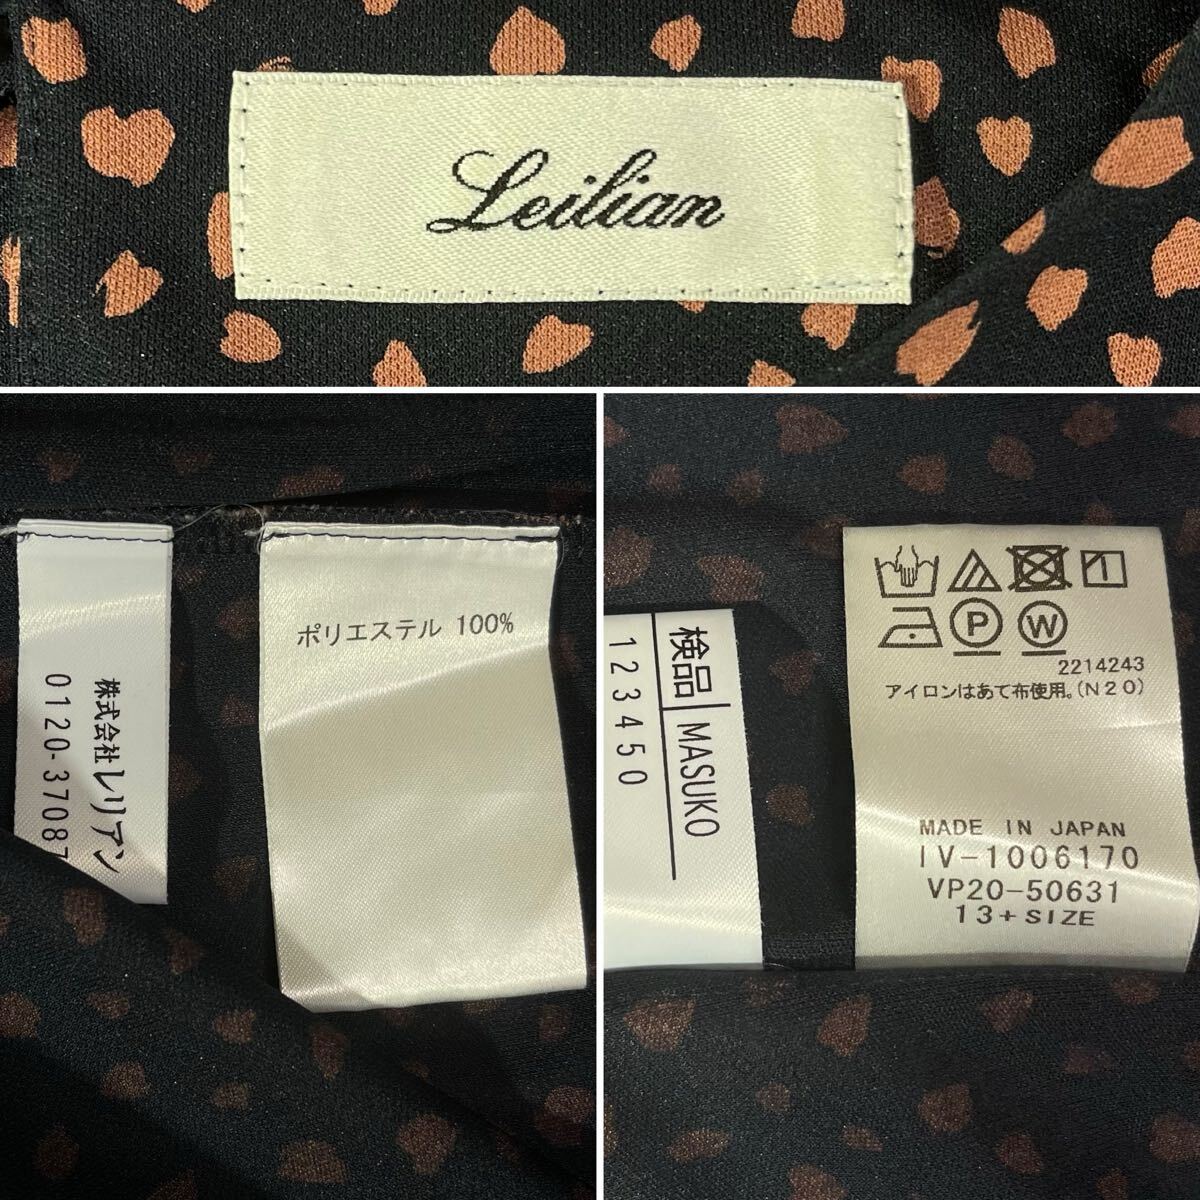 Leilian
株式会社 レリアン
0120-37087
ポリエステル 100%
検品 MASUKO
123450
P W
2214243
アイロンはあて布使用。(N20)
MADE IN JAPAN
IV-1006170
VP20-50631
13+SIZE